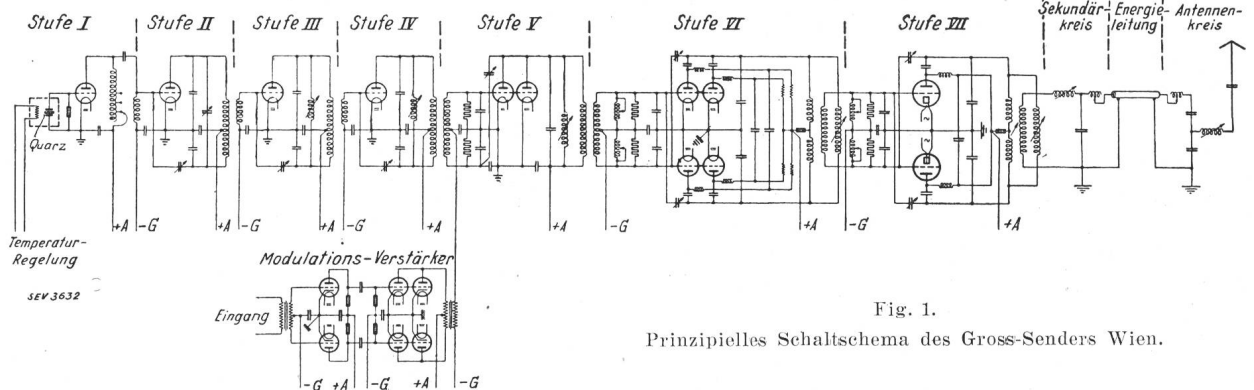 Stufe I
Stufe II
Stufe III
Stufe IV
Stufe V
Stufe VI
Stufe VII
Sekundär-
kreis
Energie-
leitung
Antennen-
kreis
Quarz
+A -G
+A -G
+A -G
+A
+A -G
+A -G
+A
Temperatur-
Regelung
SEV 3632
Modulations-Verstärker
Eingang
-G +A -G +A -G
Fig. 1.
Prinzipielles Schaltschema des Gross-Senders Wien.